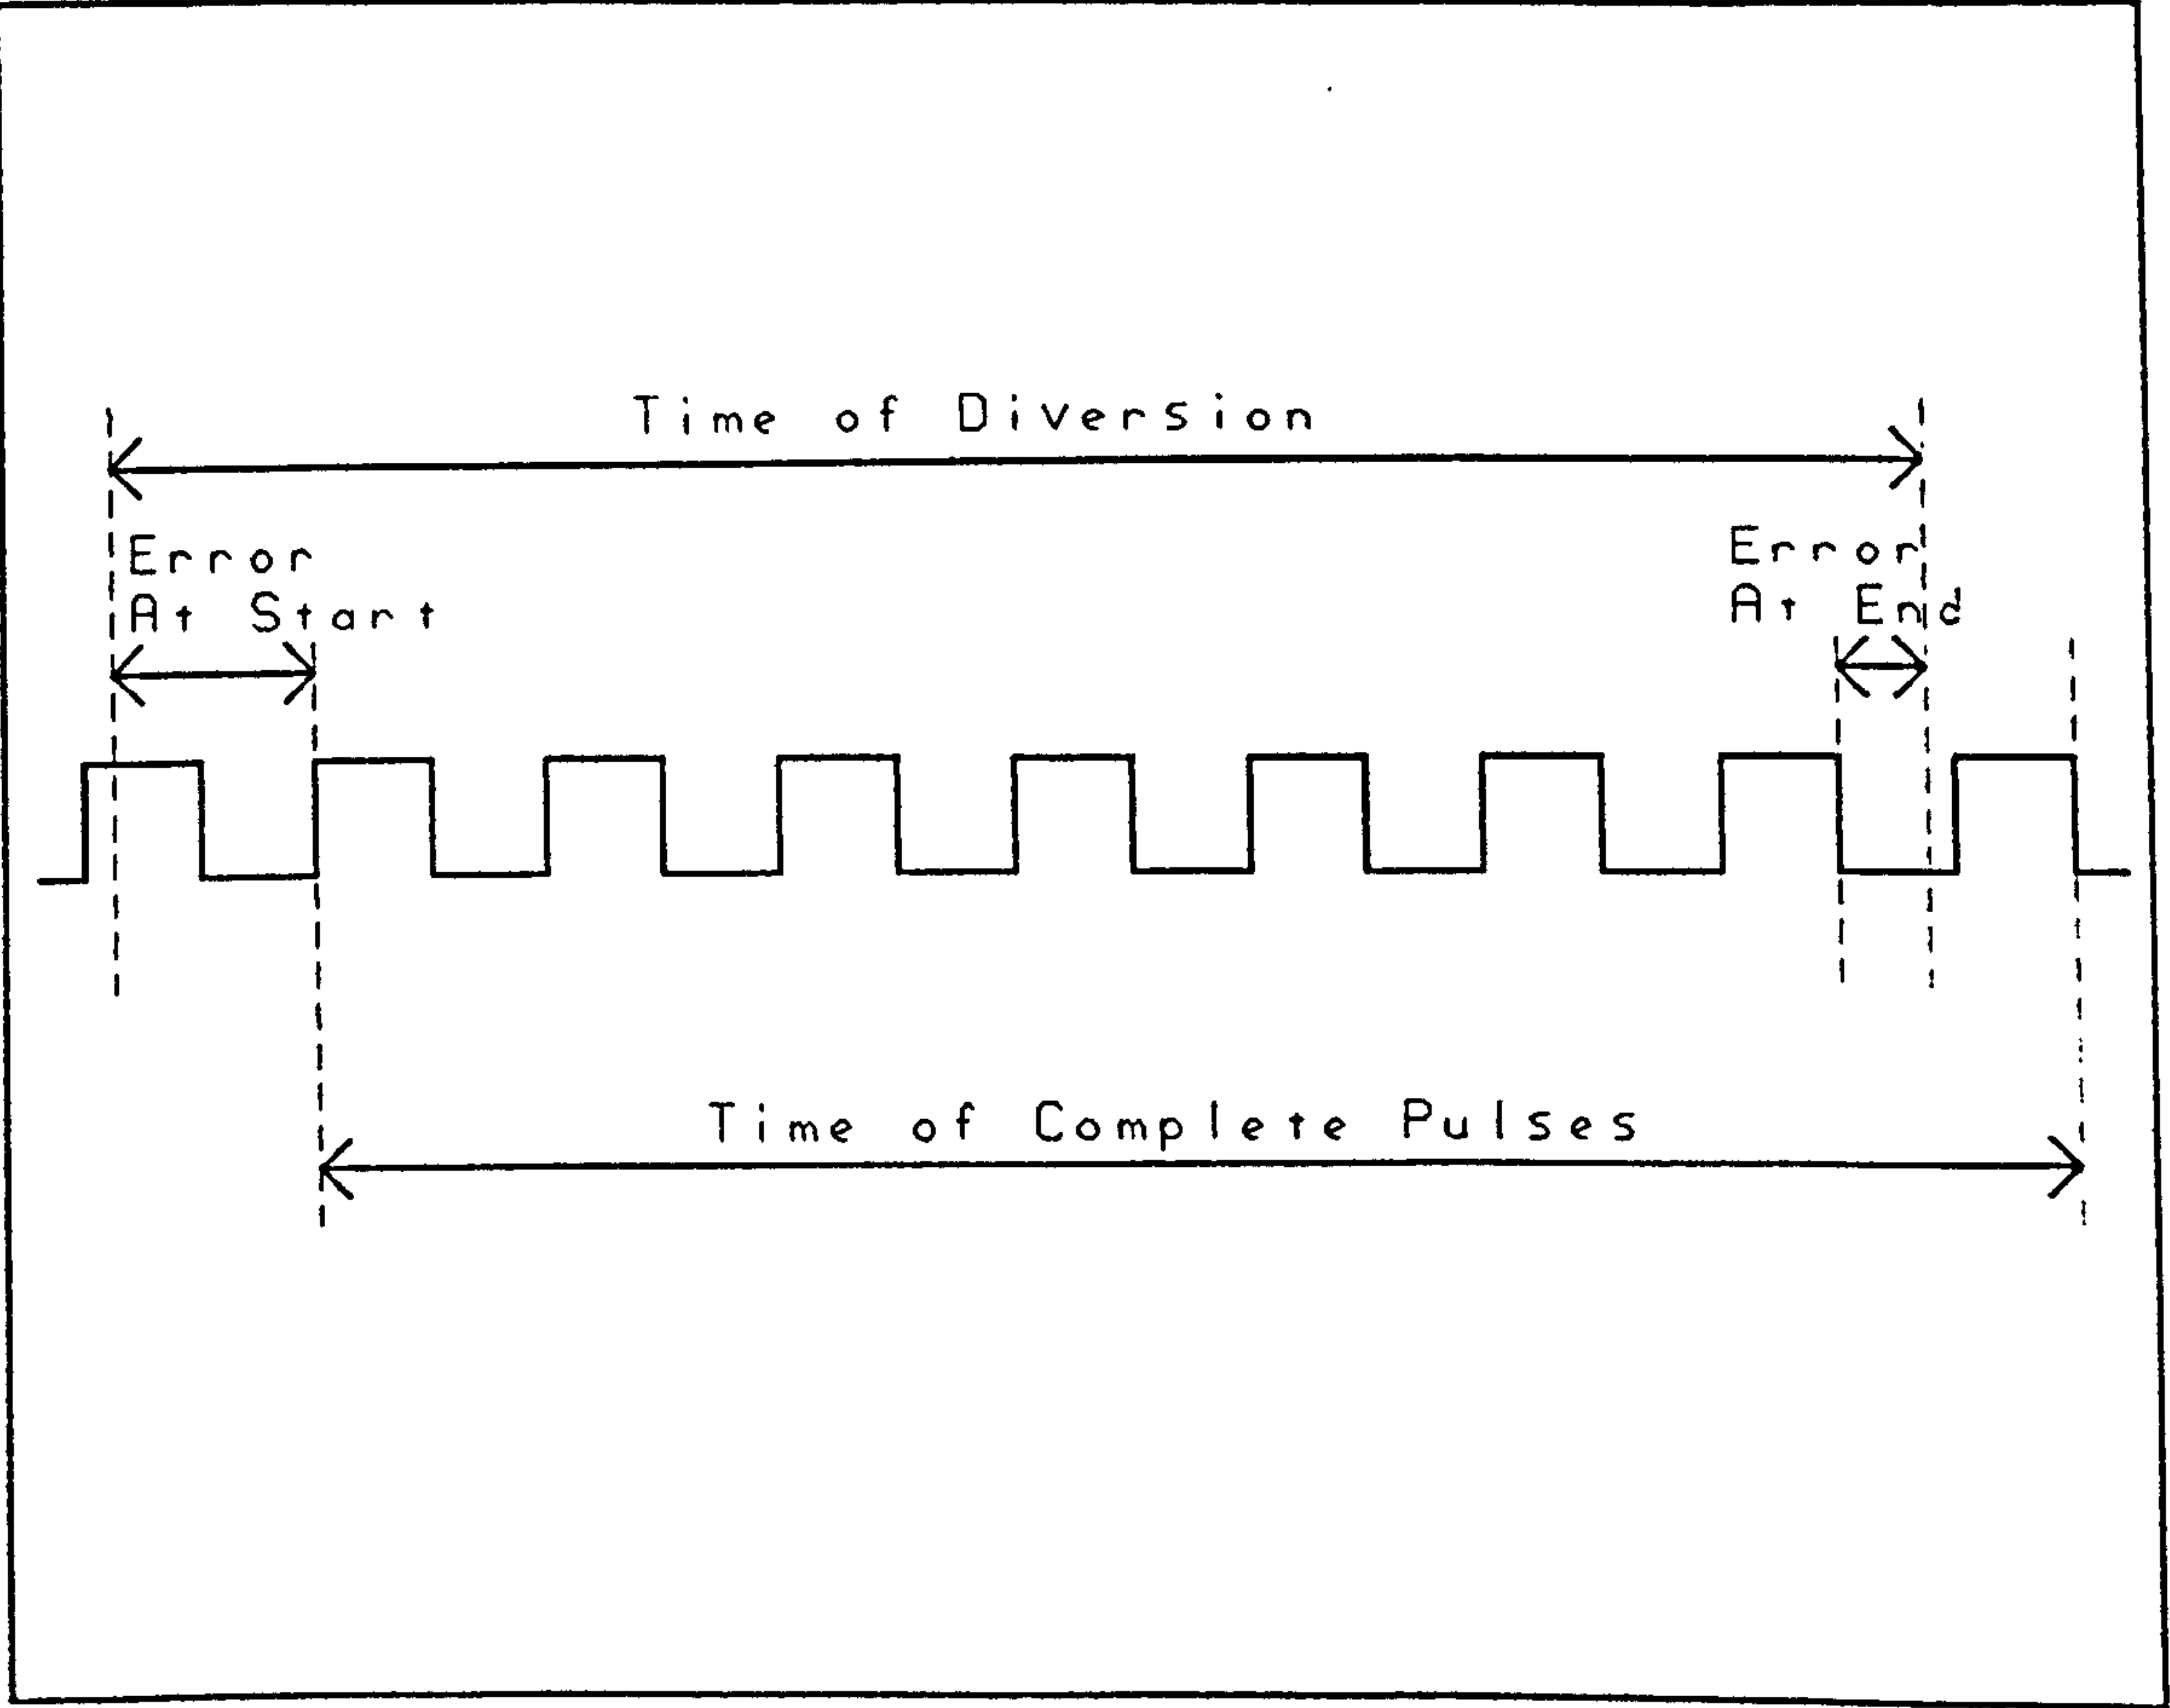 Time of Diversion
Error
At Start
Error
At End
Time of Complete Pulses